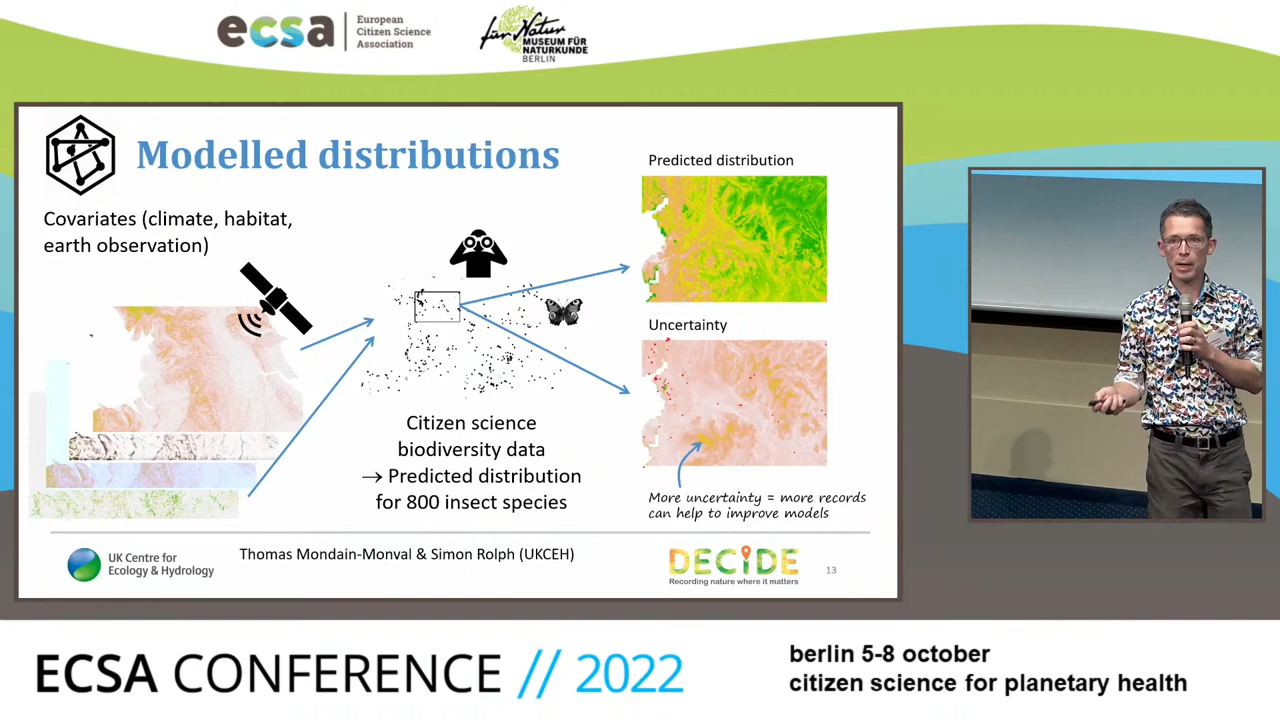 ecsa
European
Citizen Science
Association
für Natur
MUSEUM FÜR
NATURKUNDE
BERLIN
Modelled distributions
Covariates (climate, habitat,
earth observation)
Citizen science
biodiversity data
→ Predicted distribution
for 800 insect species
Predicted distribution
Uncertainty
More uncertainty = more records
can help to improve models
UK Centre for
Ecology & Hydrology
Thomas Mondain-Monval & Simon Rolph (UKCEH)
DECIDE
Recording nature where it matters
13
ECSA CONFERENCE // 2022
berlin 5-8 october
citizen science for planetary health